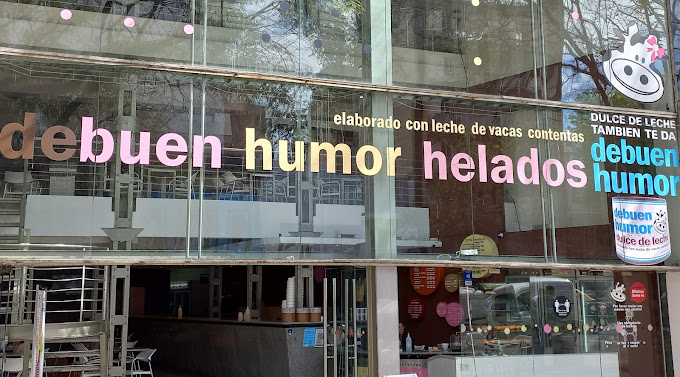 elaborado con leche de vacas contentas
debuen humor helados
DULCE DE LECHE
TAMBIEN TE DA
debuen
humor
debuen
humor
dulce de leche